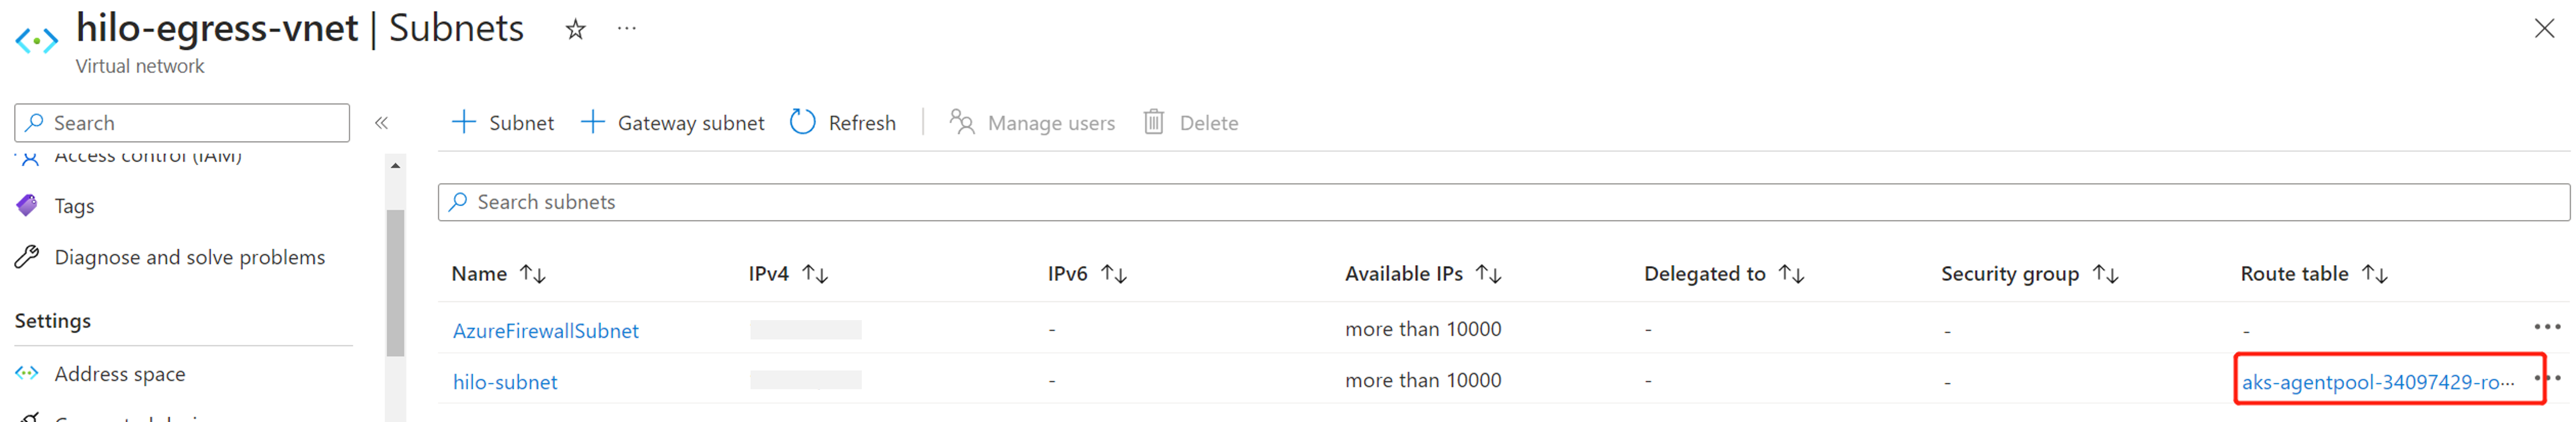 hilo-egress-vnet | Subnets
Virtual network
Search
Access control (IAM)
Tags
Diagnose and solve problems
Settings
Address space
Subnet Gateway subnet Refresh Manage users Delete
Search subnets
Name IPv4 IPv6 Available IPs Delegated to Security group Route table
AzureFirewallSubnet - more than 10000 - - -
hilo-subnet - more than 10000 - - aks-agentpool-34097429-ro···